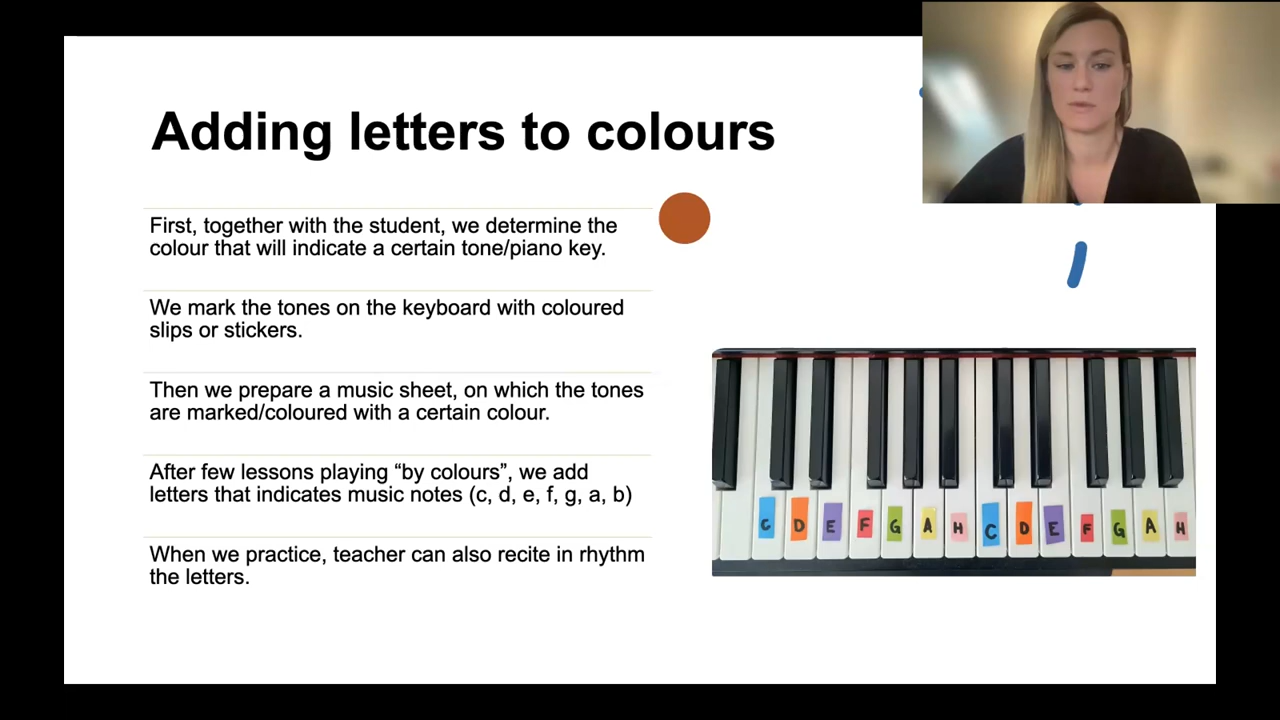 Adding letters to colours
First, together with the student, we determine the
colour that will indicate a certain tone/piano key.
We mark the tones on the keyboard with coloured
slips or stickers.
Then we prepare a music sheet, on which the tones
are marked/coloured with a certain colour.
After few lessons playing “by colours”, we add
letters that indicates music notes (c, d, e, f, g, a, b)
When we practice, teacher can also recite in rhythm
the letters.
C D E F G A H C D E F G A H